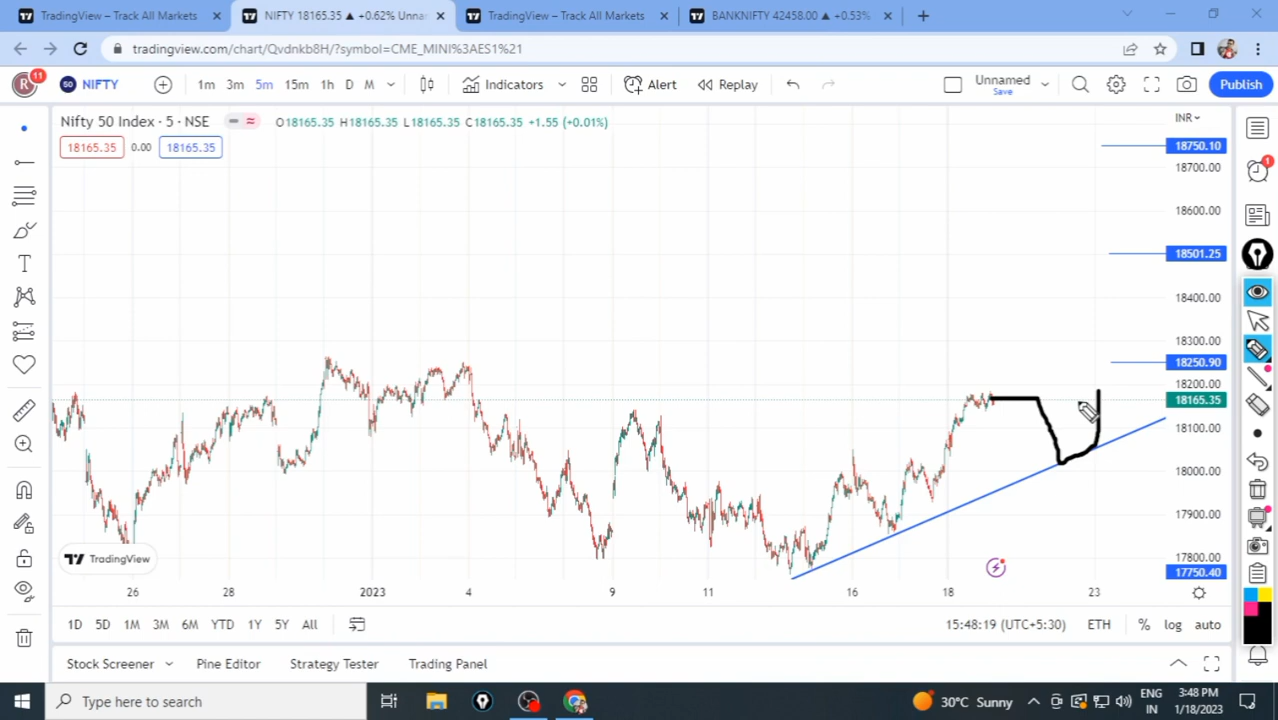 TradingView – Track All Markets
NIFTY 18165.35 ▲ +0.62% Unna
TradingView – Track All Markets
BANKNIFTY 42458.00 ▲ +0.53%
tradingview.com/chart/Qvdnkb8H/?symbol=CME_MINI%3AES1%21
R 11
50 NIFTY
1m 3m 5m 15m 1h D M
Indicators
Alert
Replay
Unnamed
Save
Publish
Nifty 50 Index · 5 · NSE
O18165.35 H18165.35 L18165.35 C18165.35 +1.55 (+0.01%)
INR
18165.35 0.00 18165.35
18750.10
18700.00
18600.00
18501.25
18400.00
18300.00
18250.90
18200.00
18165.35
18100.00
18000.00
17900.00
17800.00
17750.40
1
TradingView
26 28 2023 4 9 11 16 18 23
1D 5D 1M 3M 6M YTD 1Y 5Y All
15:48:19 (UTC+5:30) ETH % log auto
Stock Screener Pine Editor Strategy Tester Trading Panel
Type here to search
30°C Sunny
ENG
IN
3:48 PM
1/18/2023